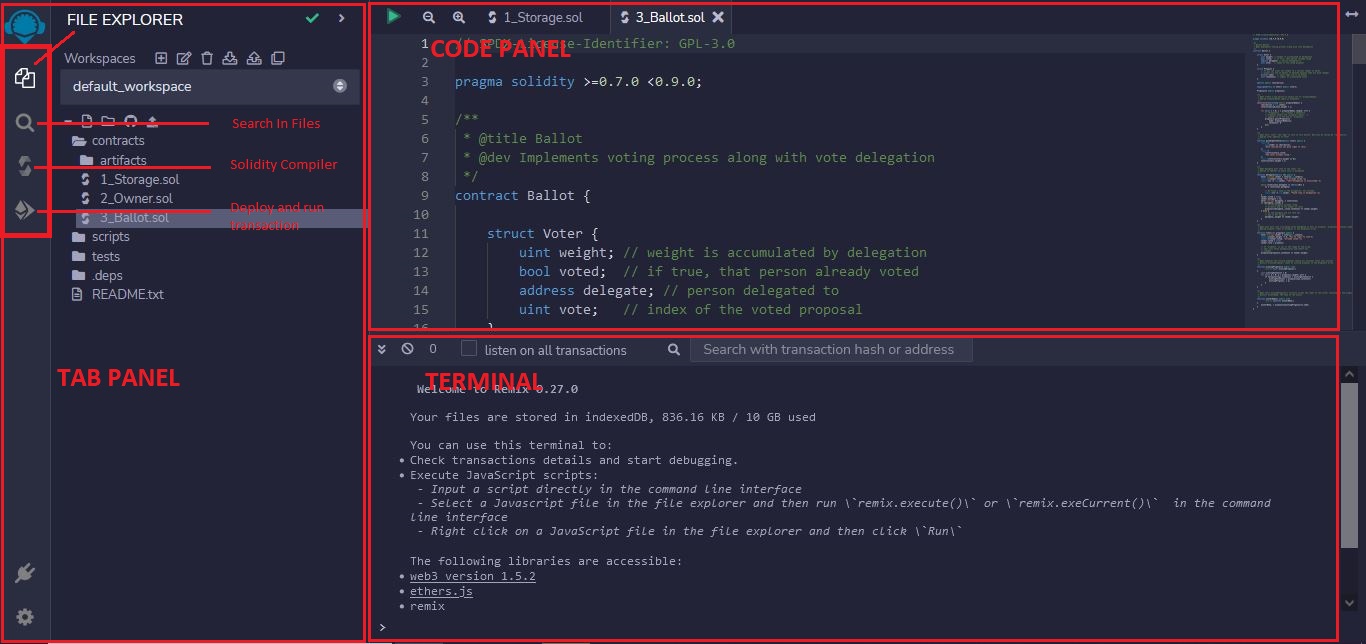 FILE EXPLORER
Workspaces
default_workspace
Search In Files
contracts
Solidity Compiler
artifacts
1_Storage.sol
2_Owner.sol
Deploy and run
transaction
3_Ballot.sol
scripts
tests
.deps
README.txt
TAB PANEL
1_Storage.sol
3_Ballot.sol
CODE PANEL
1 // SPDX-License-Identifier: GPL-3.0
2
3 pragma solidity >=0.7.0 <0.9.0;
4
5 /**
6 * @title Ballot
7 * @dev Implements voting process along with vote delegation
8 */
9 contract Ballot {
10
11 struct Voter {
12 uint weight; // weight is accumulated by delegation
13 bool voted;  // if true, that person already voted
14 address delegate; // person delegated to
15 uint vote;   // index of the voted proposal
16 }
0
listen on all transactions
Search with transaction hash or address
TERMINAL
Welcome to Remix 0.27.0
Your files are stored in indexedDB, 836.16 KB / 10 GB used
You can use this terminal to:
• Check transactions details and start debugging.
• Execute JavaScript scripts:
- Input a script directly in the command line interface
- Select a Javascript file in the file explorer and then run \`remix.execute()\` or \`remix.exeCurrent()\`  in the command
line interface
- Right click on a JavaScript file in the file explorer and then click \`Run\`
The following libraries are accessible:
• web3 version 1.5.2
• ethers.js
• remix
>